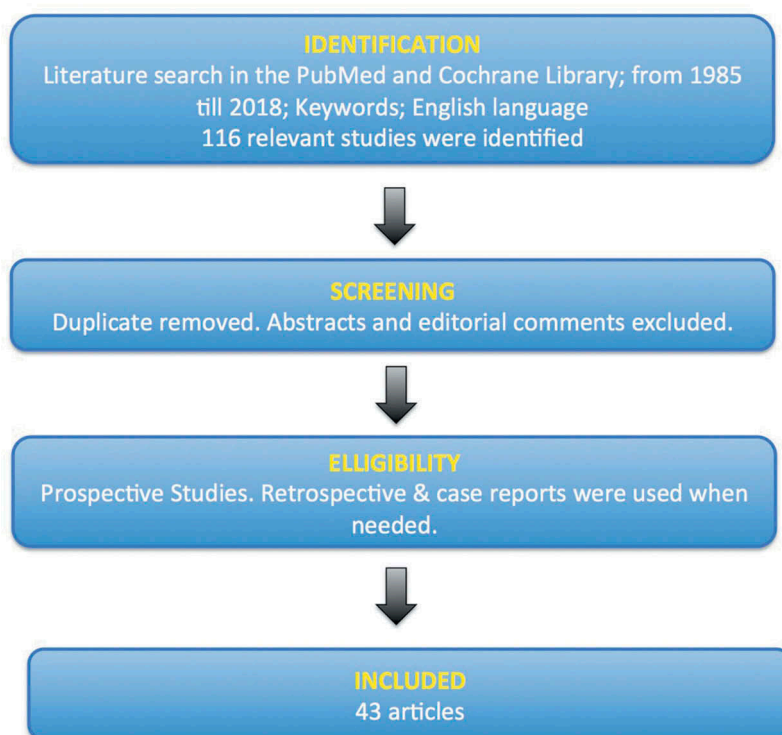 IDENTIFICATION
Literature search in the PubMed and Cochrane Library; from 1985
till 2018; Keywords; English language
116 relevant studies were identified
SCREENING
Duplicate removed. Abstracts and editorial comments excluded.
ELLIGIBILITY
Prospective Studies. Retrospective & case reports were used when
needed.
INCLUDED
43 articles